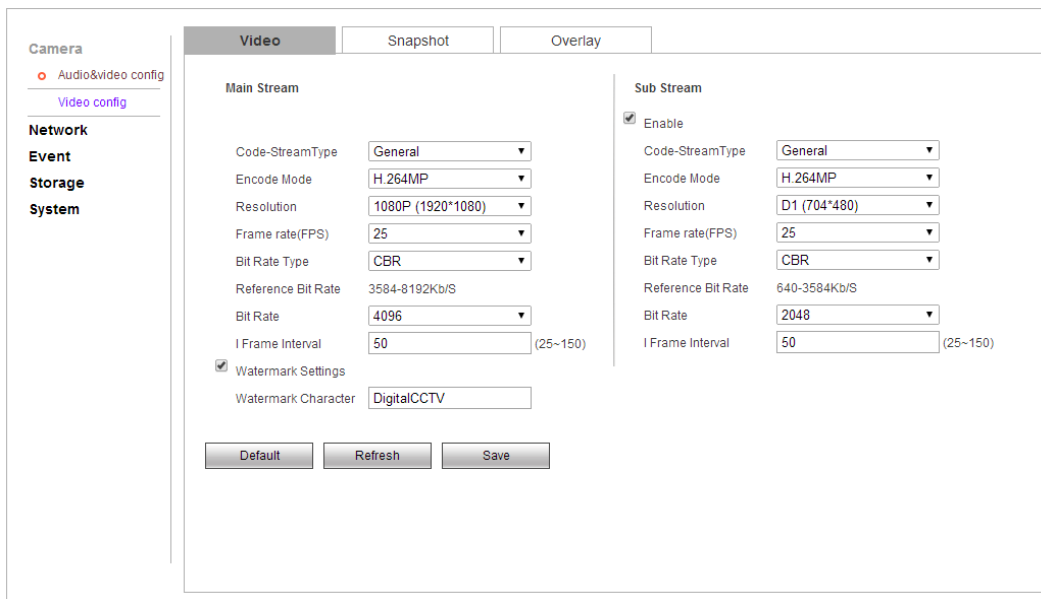 Camera
Audio&video config
Video config
Network
Event
Storage
System
Video Snapshot Overlay
Main Stream
Code-StreamType General
Encode Mode H.264MP
Resolution 1080P (1920*1080)
Frame rate(FPS) 25
Bit Rate Type CBR
Reference Bit Rate 3584-8192Kb/S
Bit Rate 4096
I Frame Interval 50 (25~150)
Watermark Settings
Watermark Character DigitalCCTV
Sub Stream
Enable
Code-StreamType General
Encode Mode H.264MP
Resolution D1 (704*480)
Frame rate(FPS) 25
Bit Rate Type CBR
Reference Bit Rate 640-3584Kb/S
Bit Rate 2048
I Frame Interval 50 (25~150)
Default Refresh Save